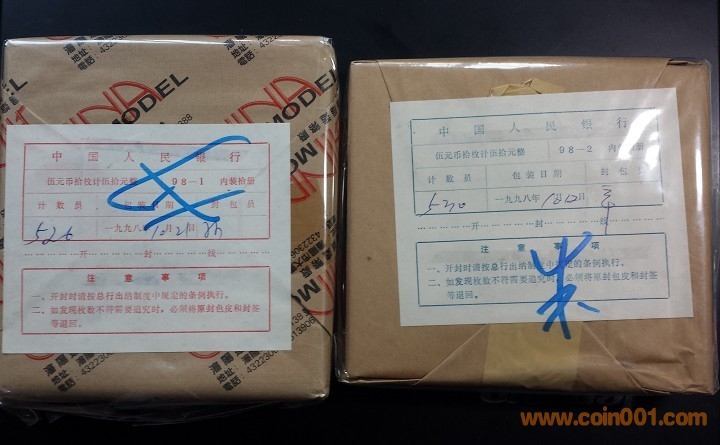 MODEL
中国人民银行
伍元币拾枚计伍拾元整 98-1 内装拾册
计数员 包装日期 封包员
526 一九九八年10月21日
……开……封……线……
注意事项
一、开封时请按总行出纳制度中规定的条例执行。
二、如发现枚数不符需要追究时，必须将原封包皮和封签
等退回。
中国人民银行
伍元币拾枚计伍拾元整 98-2 内装拾册
计数员 包装日期 封包员
520 一九九八年
……开……封……线……
注意事项
一、开封时请按总行出纳制度中规定的条例执行。
二、如发现枚数不符需要追究时，必须将原封包皮和封签
等退回。
www.coin001.com